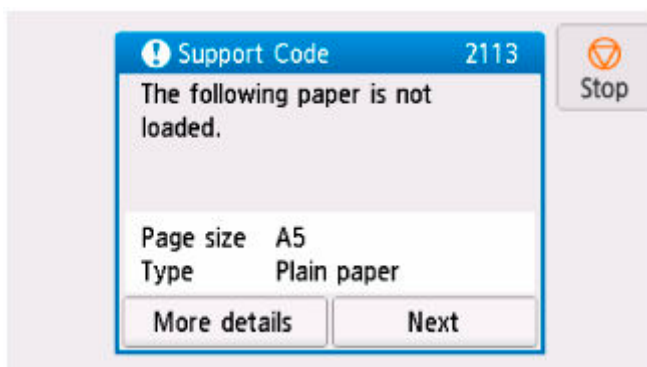 Support Code 2113
Stop
The following paper is not
loaded.
Page size A5
Type Plain paper
More details Next